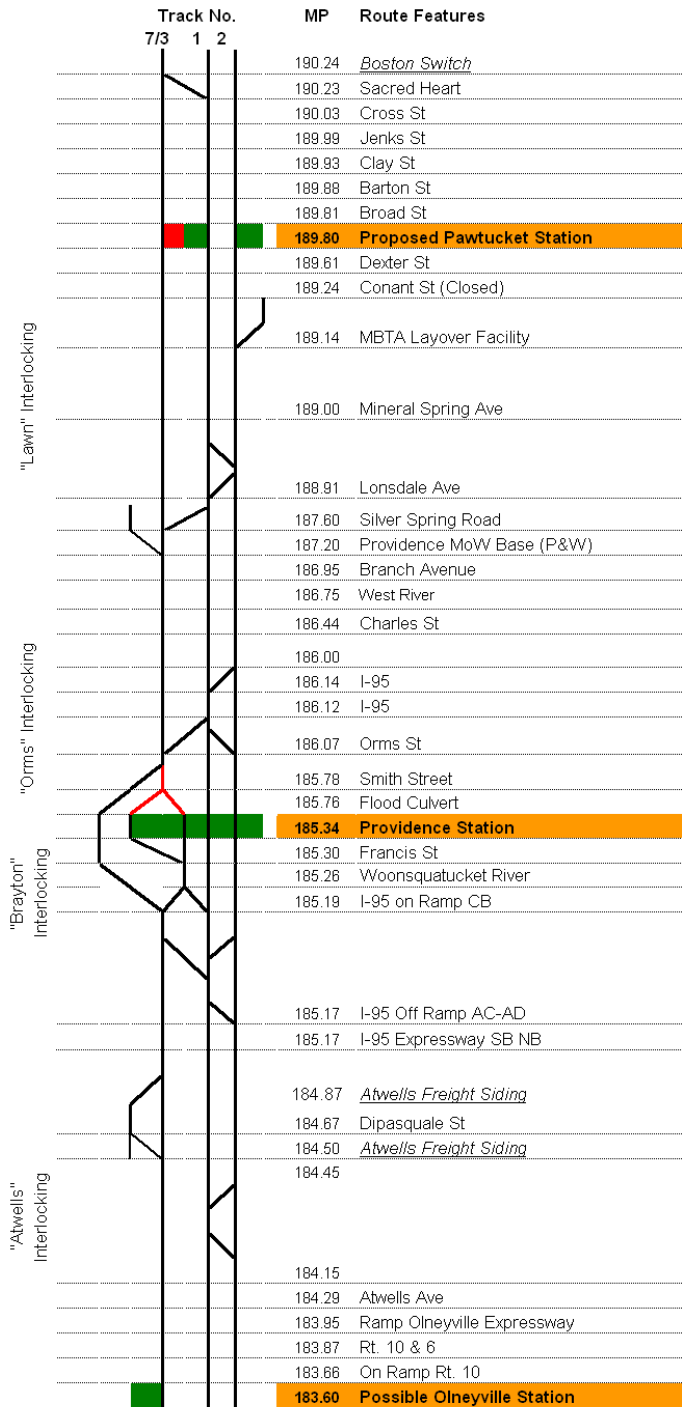 Track No. MP Route Features
7/3 1 2
190.24 Boston Switch
190.23 Sacred Heart
190.03 Cross St
189.99 Jenks St
189.93 Clay St
189.88 Barton St
189.81 Broad St
189.80 Proposed Pawtucket Station
189.61 Dexter St
189.24 Conant St (Closed)
"Lawn" Interlocking
189.14 MBTA Layover Facility
189.00 Mineral Spring Ave
188.91 Lonsdale Ave
187.60 Silver Spring Road
187.20 Providence MoW Base (P&W)
186.95 Branch Avenue
186.75 West River
186.44 Charles St
"Orms" Interlocking
186.00
186.14 I-95
186.12 I-95
186.07 Orms St
185.78 Smith Street
185.76 Flood Culvert
185.34 Providence Station
"Brayton" Interlocking
185.30 Francis St
185.26 Woonsquatucket River
185.19 I-95 on Ramp CB
185.17 I-95 Off Ramp AC-AD
185.17 I-95 Expressway SB NB
184.87 Atwells Freight Siding
184.67 Dipasquale St
184.50 Atwells Freight Siding
184.45
"Atwells" Interlocking
184.15
184.29 Atwells Ave
183.95 Ramp Olneyville Expressway
183.87 Rt. 10 & 6
183.66 On Ramp Rt. 10
183.60 Possible Olneyville Station